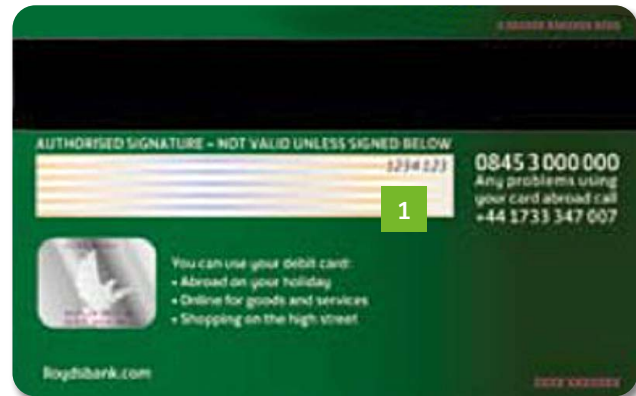 AUTHORISED SIGNATURE – NOT VALID UNLESS SIGNED BELOW
1234 123
1
0845 3 000 000
Any problems using
your card abroad call
+44 1733 347 007
You can use your debit card:
• Abroad on your holiday
• Online for goods and services
• Shopping on the high street
lloydsbank.com